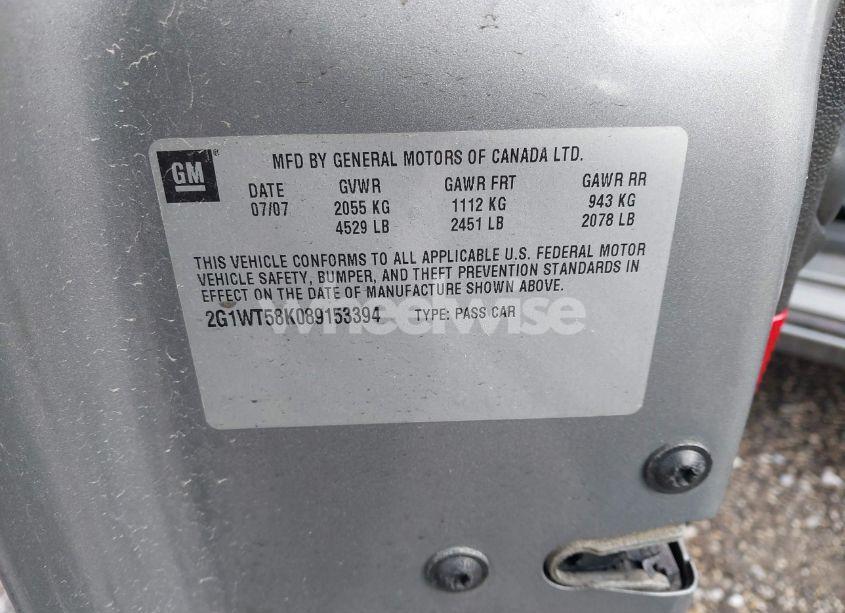 GM®
MFD BY GENERAL MOTORS OF CANADA LTD.
DATE GVWR GAWR FRT GAWR RR
07/07 2055 KG 1112 KG 943 KG
4529 LB 2451 LB 2078 LB
THIS VEHICLE CONFORMS TO ALL APPLICABLE U.S. FEDERAL MOTOR
VEHICLE SAFETY, BUMPER, AND THEFT PREVENTION STANDARDS IN
EFFECT ON THE DATE OF MANUFACTURE SHOWN ABOVE.
2G1WT58K089153394 TYPE: PASS CAR
Wheelwise